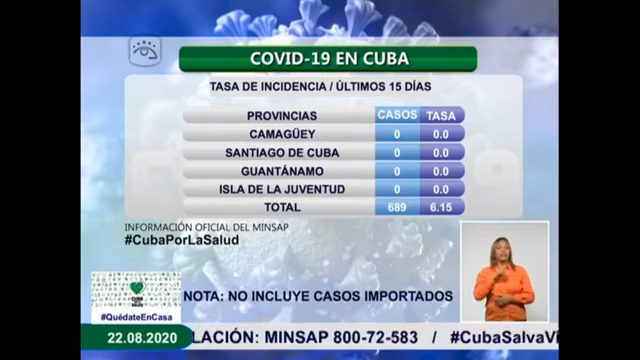 COVID-19 EN CUBA
TASA DE INCIDENCIA / ÚLTIMOS 15 DÍAS
PROVINCIAS CASOS TASA
CAMAGÜEY 0 0.0
SANTIAGO DE CUBA 0 0.0
GUANTÁNAMO 0 0.0
ISLA DE LA JUVENTUD 0 0.0
TOTAL 689 6.15
INFORMACIÓN OFICIAL DEL MINSAP
#CubaPorLaSalud
NOTA: NO INCLUYE CASOS IMPORTADOS
#QuédateEnCasa
22.08.2020 LACIÓN: MINSAP 800-72-583 / #CubaSalvaVi